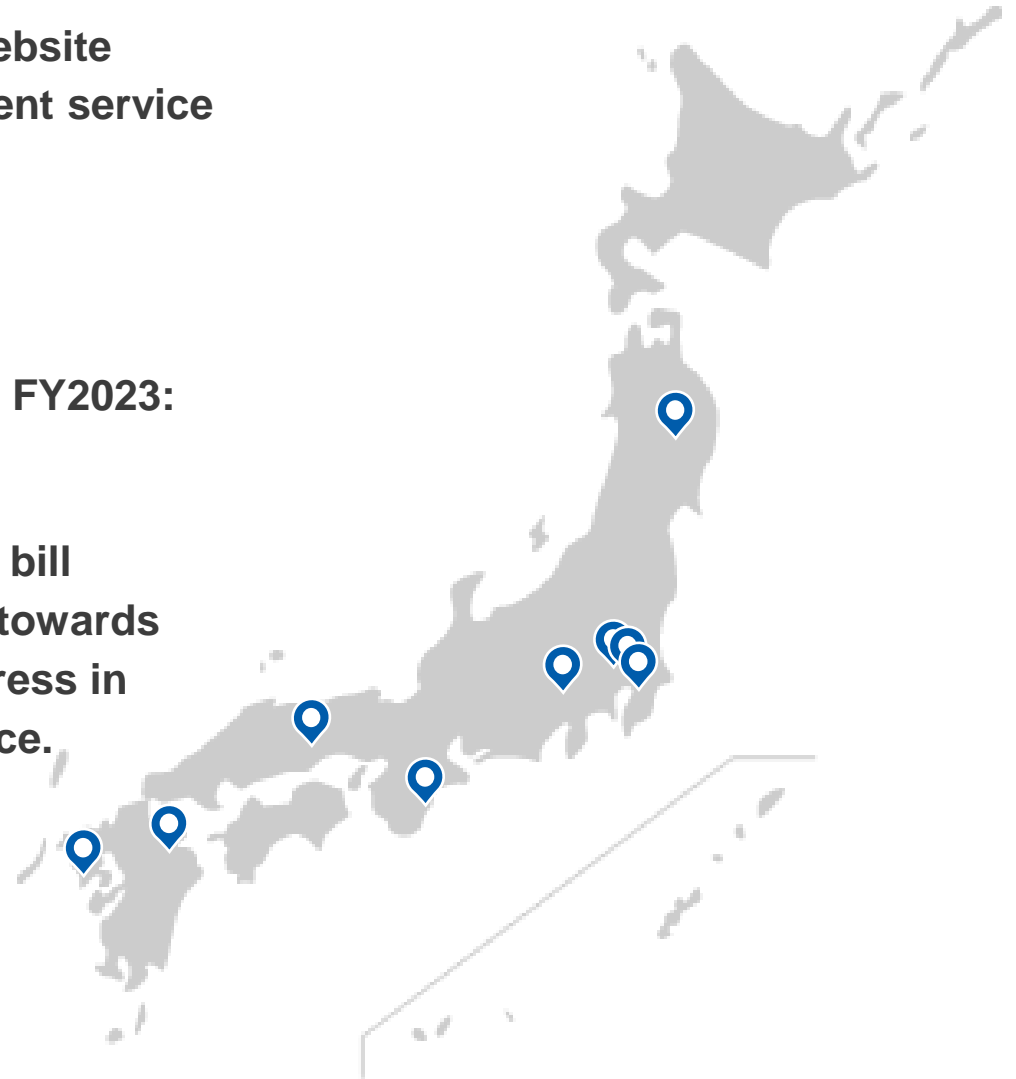 ebsite
ent service
FY2023:
bill
towards
ress in
ce.